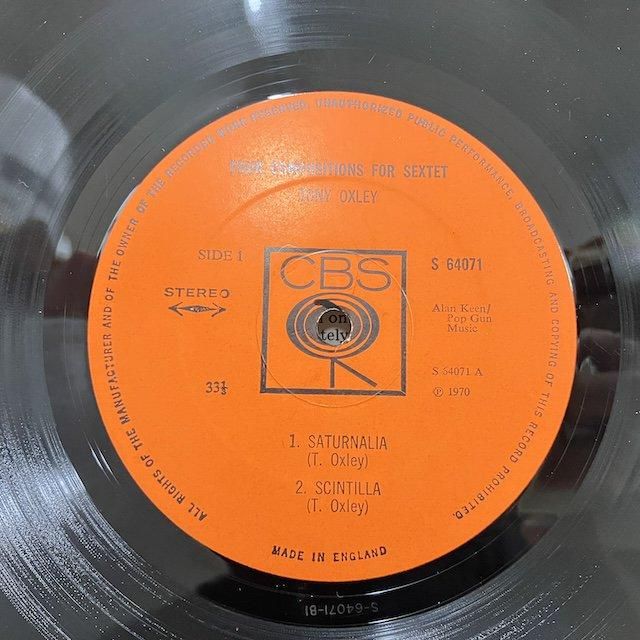 ALL RIGHTS OF THE MANUFACTURER AND OF THE OWNER OF THE RECORDED WORK RESERVED. UNAUTHORIZED PUBLIC PERFORMANCE, BROADCASTING AND COPYING OF THIS RECORD PROHIBITED.
FOUR COMPOSITIONS FOR SEXTET
TONY OXLEY
SIDE 1
CBS
S 64071
STEREO
Alan Keen/
Pop Gun
Music
on
tely
S 64071 A
33⅓
℗ 1970
1. SATURNALIA
(T. Oxley)
2. SCINTILLA
(T. Oxley)
MADE IN ENGLAND
S-64071-B1